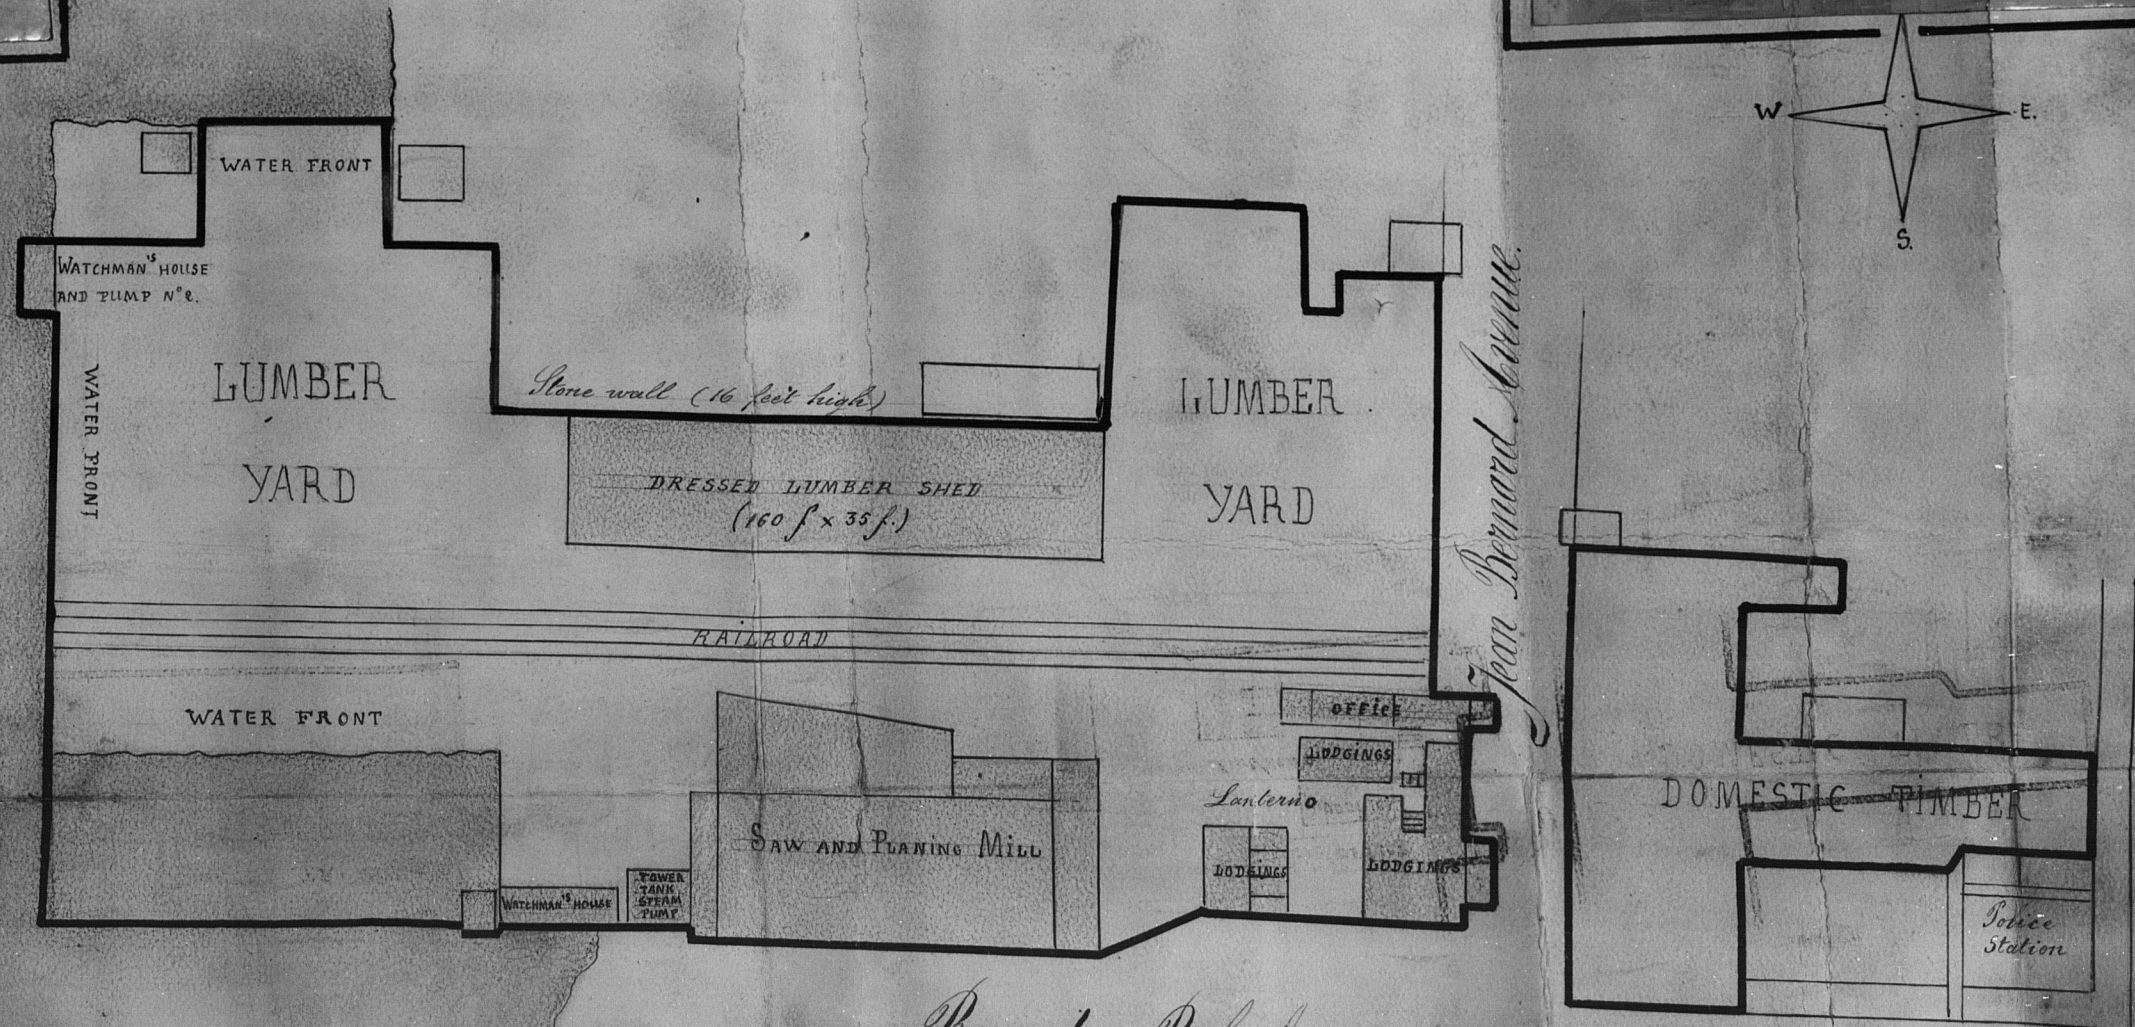 W
E.
S.
WATER FRONT
WATCHMAN'S HOUSE
AND PUMP Nº 2.
WATER FRONT
LUMBER
YARD
Stone wall (16 feet high)
DRESSED LUMBER SHED
(160 f x 35 f.)
LUMBER
YARD
Jean Bernard Avenue.
RAILROAD
WATER FRONT
OFFICE
LODGINGS
Lanterno
SAW AND PLANING MILL
LODGINGS
LODGINGS
TOWER
TANK
STEAM
PUMP
WATCHMAN'S HOUSE
DOMESTIC TIMBER
Police
Station